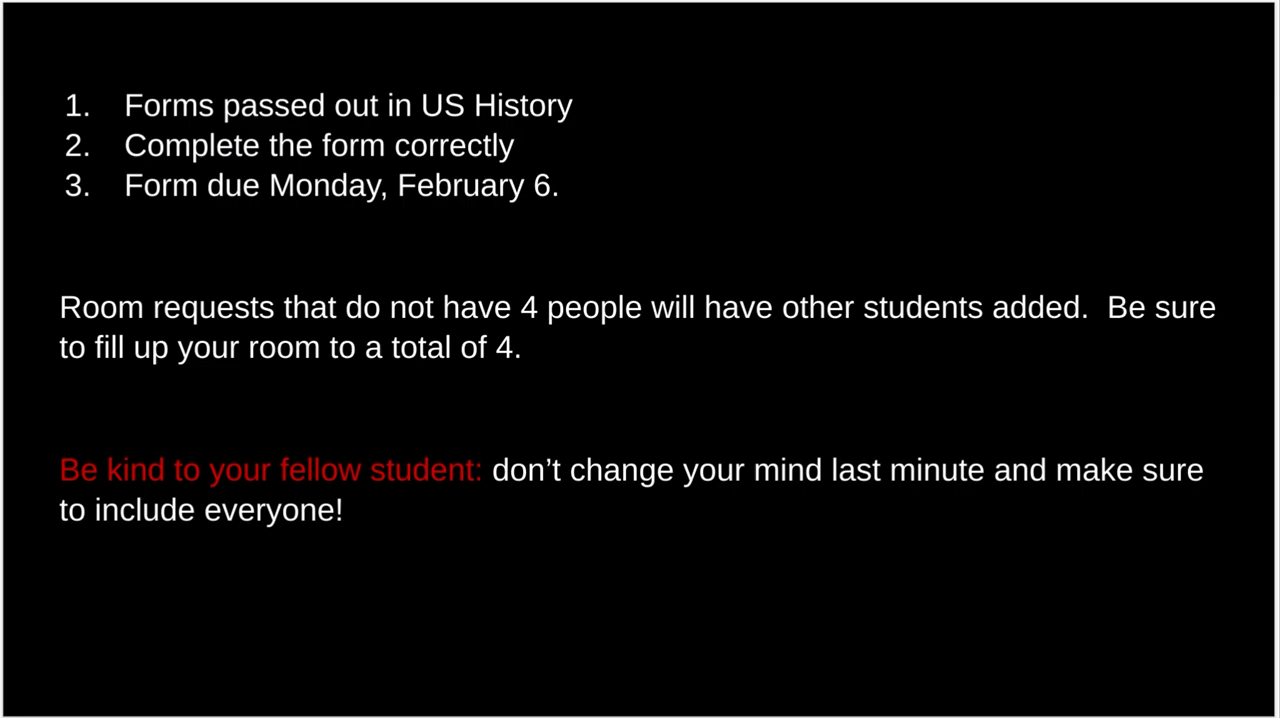 1. Forms passed out in US History
2. Complete the form correctly
3. Form due Monday, February 6.
Room requests that do not have 4 people will have other students added.  Be sure
to fill up your room to a total of 4.
Be kind to your fellow student: don’t change your mind last minute and make sure
to include everyone!